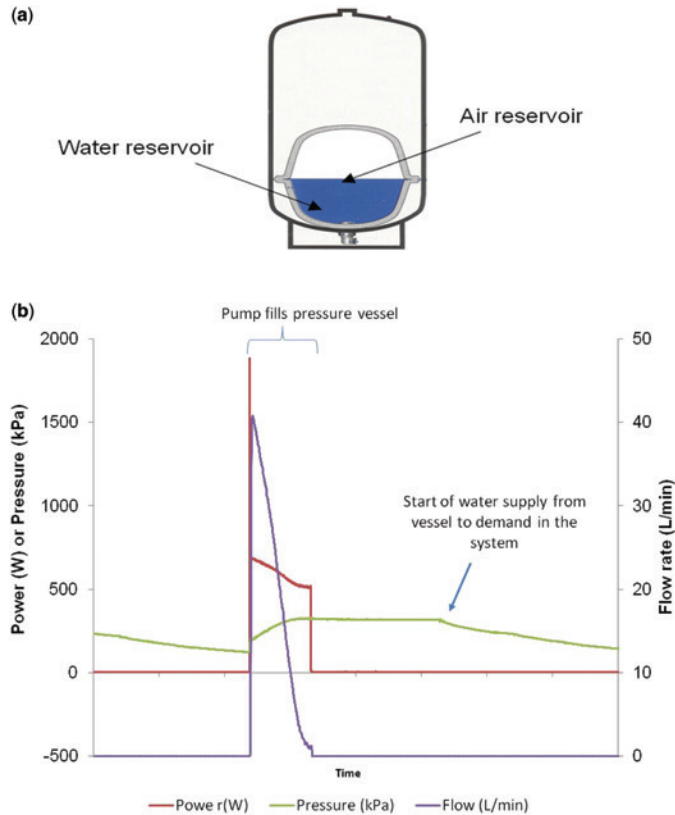 (a)
Air reservoir
Water reservoir
(b)
Pump fills pressure vessel
2000
1500
1000
500
0
-500
Power (W) or Pressure (kPa)
50
40
30
20
10
0
Flow rate (L/min)
Start of water supply from
vessel to demand in the
system
Time
Powe r(W)
Pressure (kPa)
Flow (L/min)